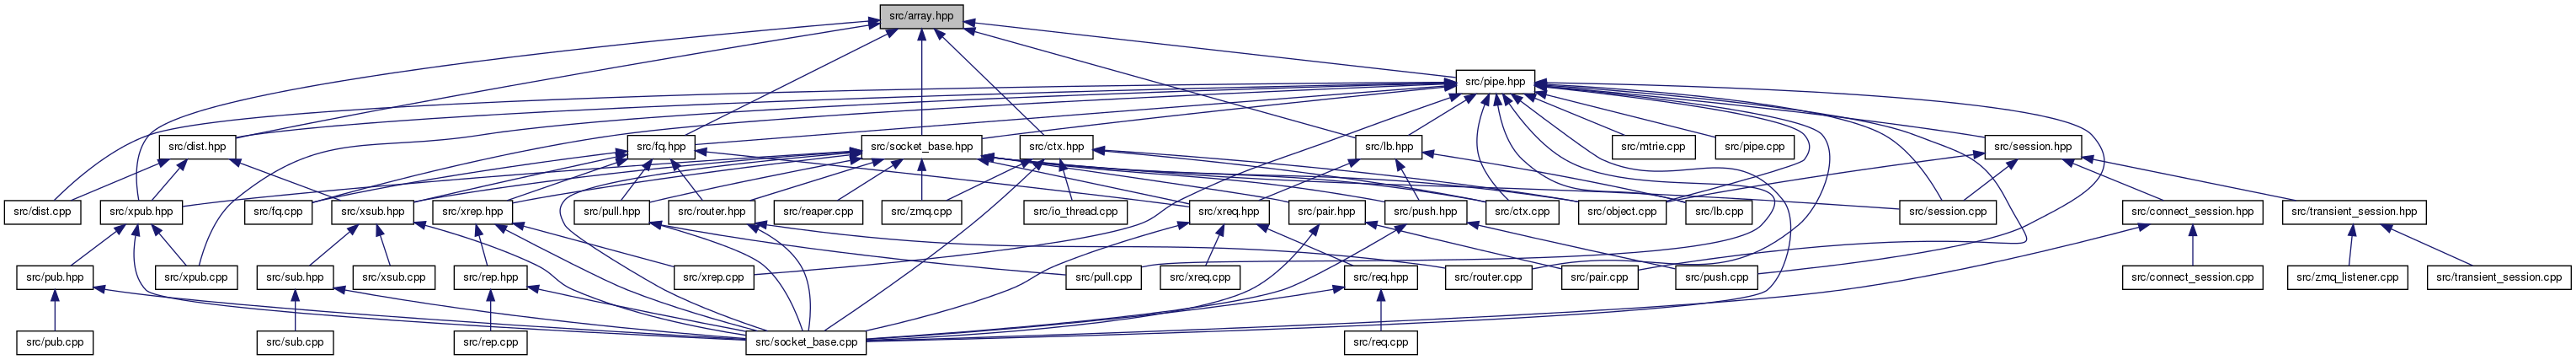 src/array.hpp
src/pipe.hpp
src/dist.hpp
src/fq.hpp
src/socket_base.hpp
src/ctx.hpp
src/lb.hpp
src/mtrie.cpp
src/pipe.cpp
src/session.hpp
src/dist.cpp
src/xpub.hpp
src/fq.cpp
src/xsub.hpp
src/xrep.hpp
src/pull.hpp
src/router.hpp
src/reaper.cpp
src/zmq.cpp
src/io_thread.cpp
src/xreq.hpp
src/pair.hpp
src/push.hpp
src/ctx.cpp
src/object.cpp
src/lb.cpp
src/session.cpp
src/connect_session.hpp
src/transient_session.hpp
src/pub.hpp
src/xpub.cpp
src/sub.hpp
src/xsub.cpp
src/rep.hpp
src/xrep.cpp
src/pull.cpp
src/xreq.cpp
src/req.hpp
src/router.cpp
src/pair.cpp
src/push.cpp
src/connect_session.cpp
src/zmq_listener.cpp
src/transient_session.cpp
src/pub.cpp
src/sub.cpp
src/rep.cpp
src/socket_base.cpp
src/req.cpp